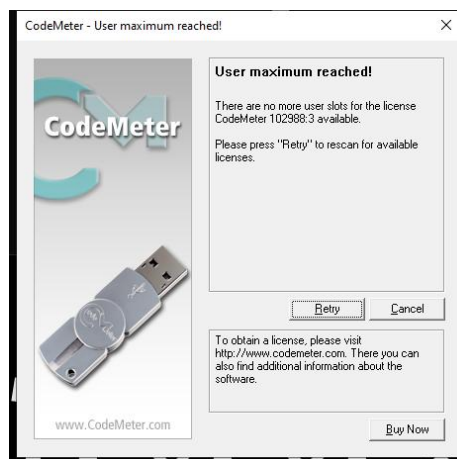 CodeMeter - User maximum reached!
CodeMeter
www.CodeMeter.com
User maximum reached!
There are no more user slots for the license
CodeMeter 102988:3 available.
Please press "Retry" to rescan for available
licenses.
Retry
Cancel
To obtain a license, please visit
http://www.codemeter.com. There you can
also find additional information about the
software.
Buy Now